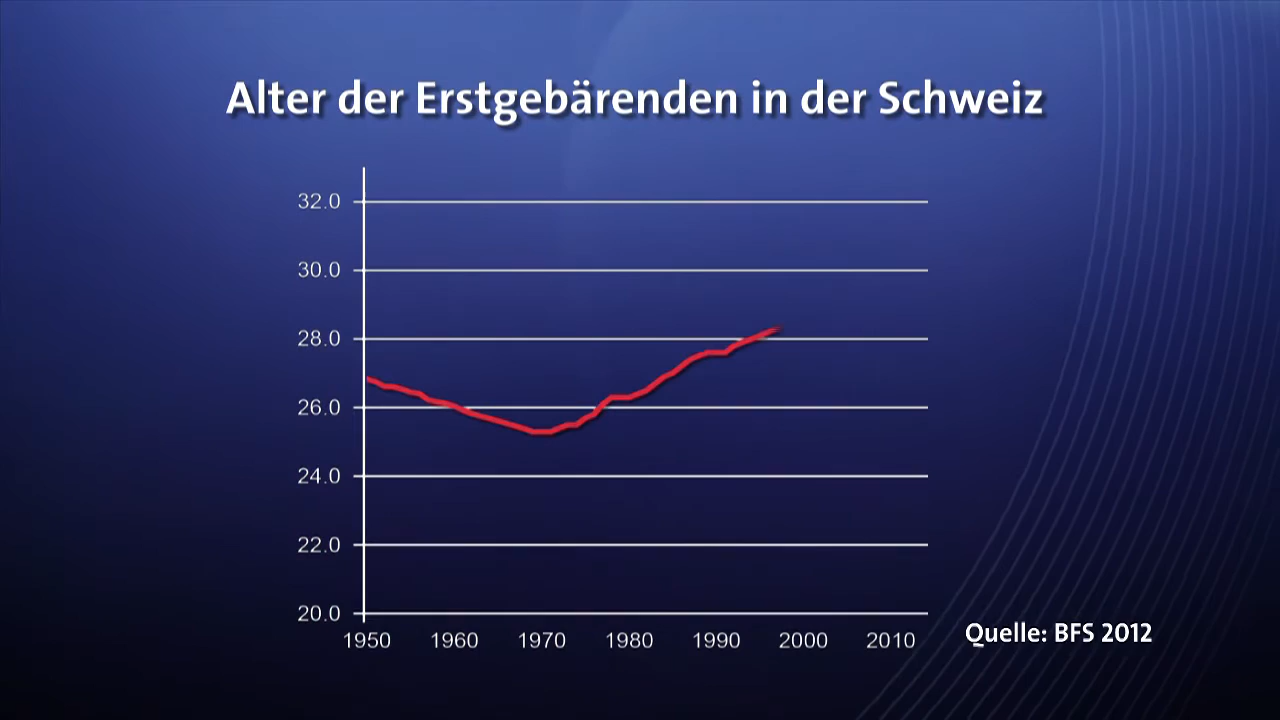 Alter der Erstgebärenden in der Schweiz
32.0
30.0
28.0
26.0
24.0
22.0
20.0
1950 1960 1970 1980 1990 2000 2010
Quelle: BFS 2012